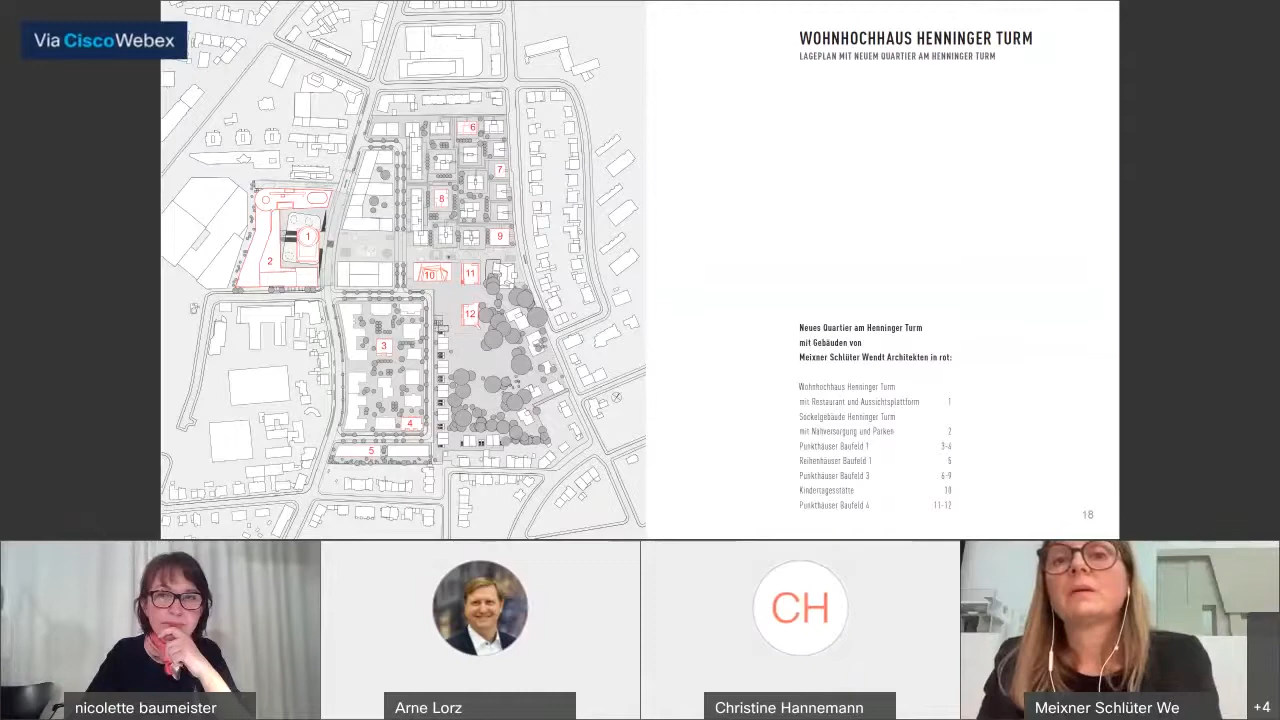 Via Cisco Webex
WOHNHOCHHAUS HENNINGER TURM
LAGEPLAN MIT NEUEM QUARTIER AM HENNINGER TURM
6
7
8
1
9
2
10
11
12
3
4
5
Neues Quartier am Henninger Turm
mit Gebäuden von
Meixner Schlüter Wendt Architekten in rot:
Wohnhochhaus Henninger Turm
mit Restaurant und Aussichtsplattform 1
Sockelgebäude Henninger Turm
mit Nahversorgung und Parken 2
Punkthäuser Baufeld 1 3-4
Reihenhäuser Baufeld 1 5
Punkthäuser Baufeld 3 6-9
Kindertagesstätte 10
Punkthäuser Baufeld 4 11-12
18
CH
nicolette baumeister
Arne Lorz
Christine Hannemann
Meixner Schlüter We
+4